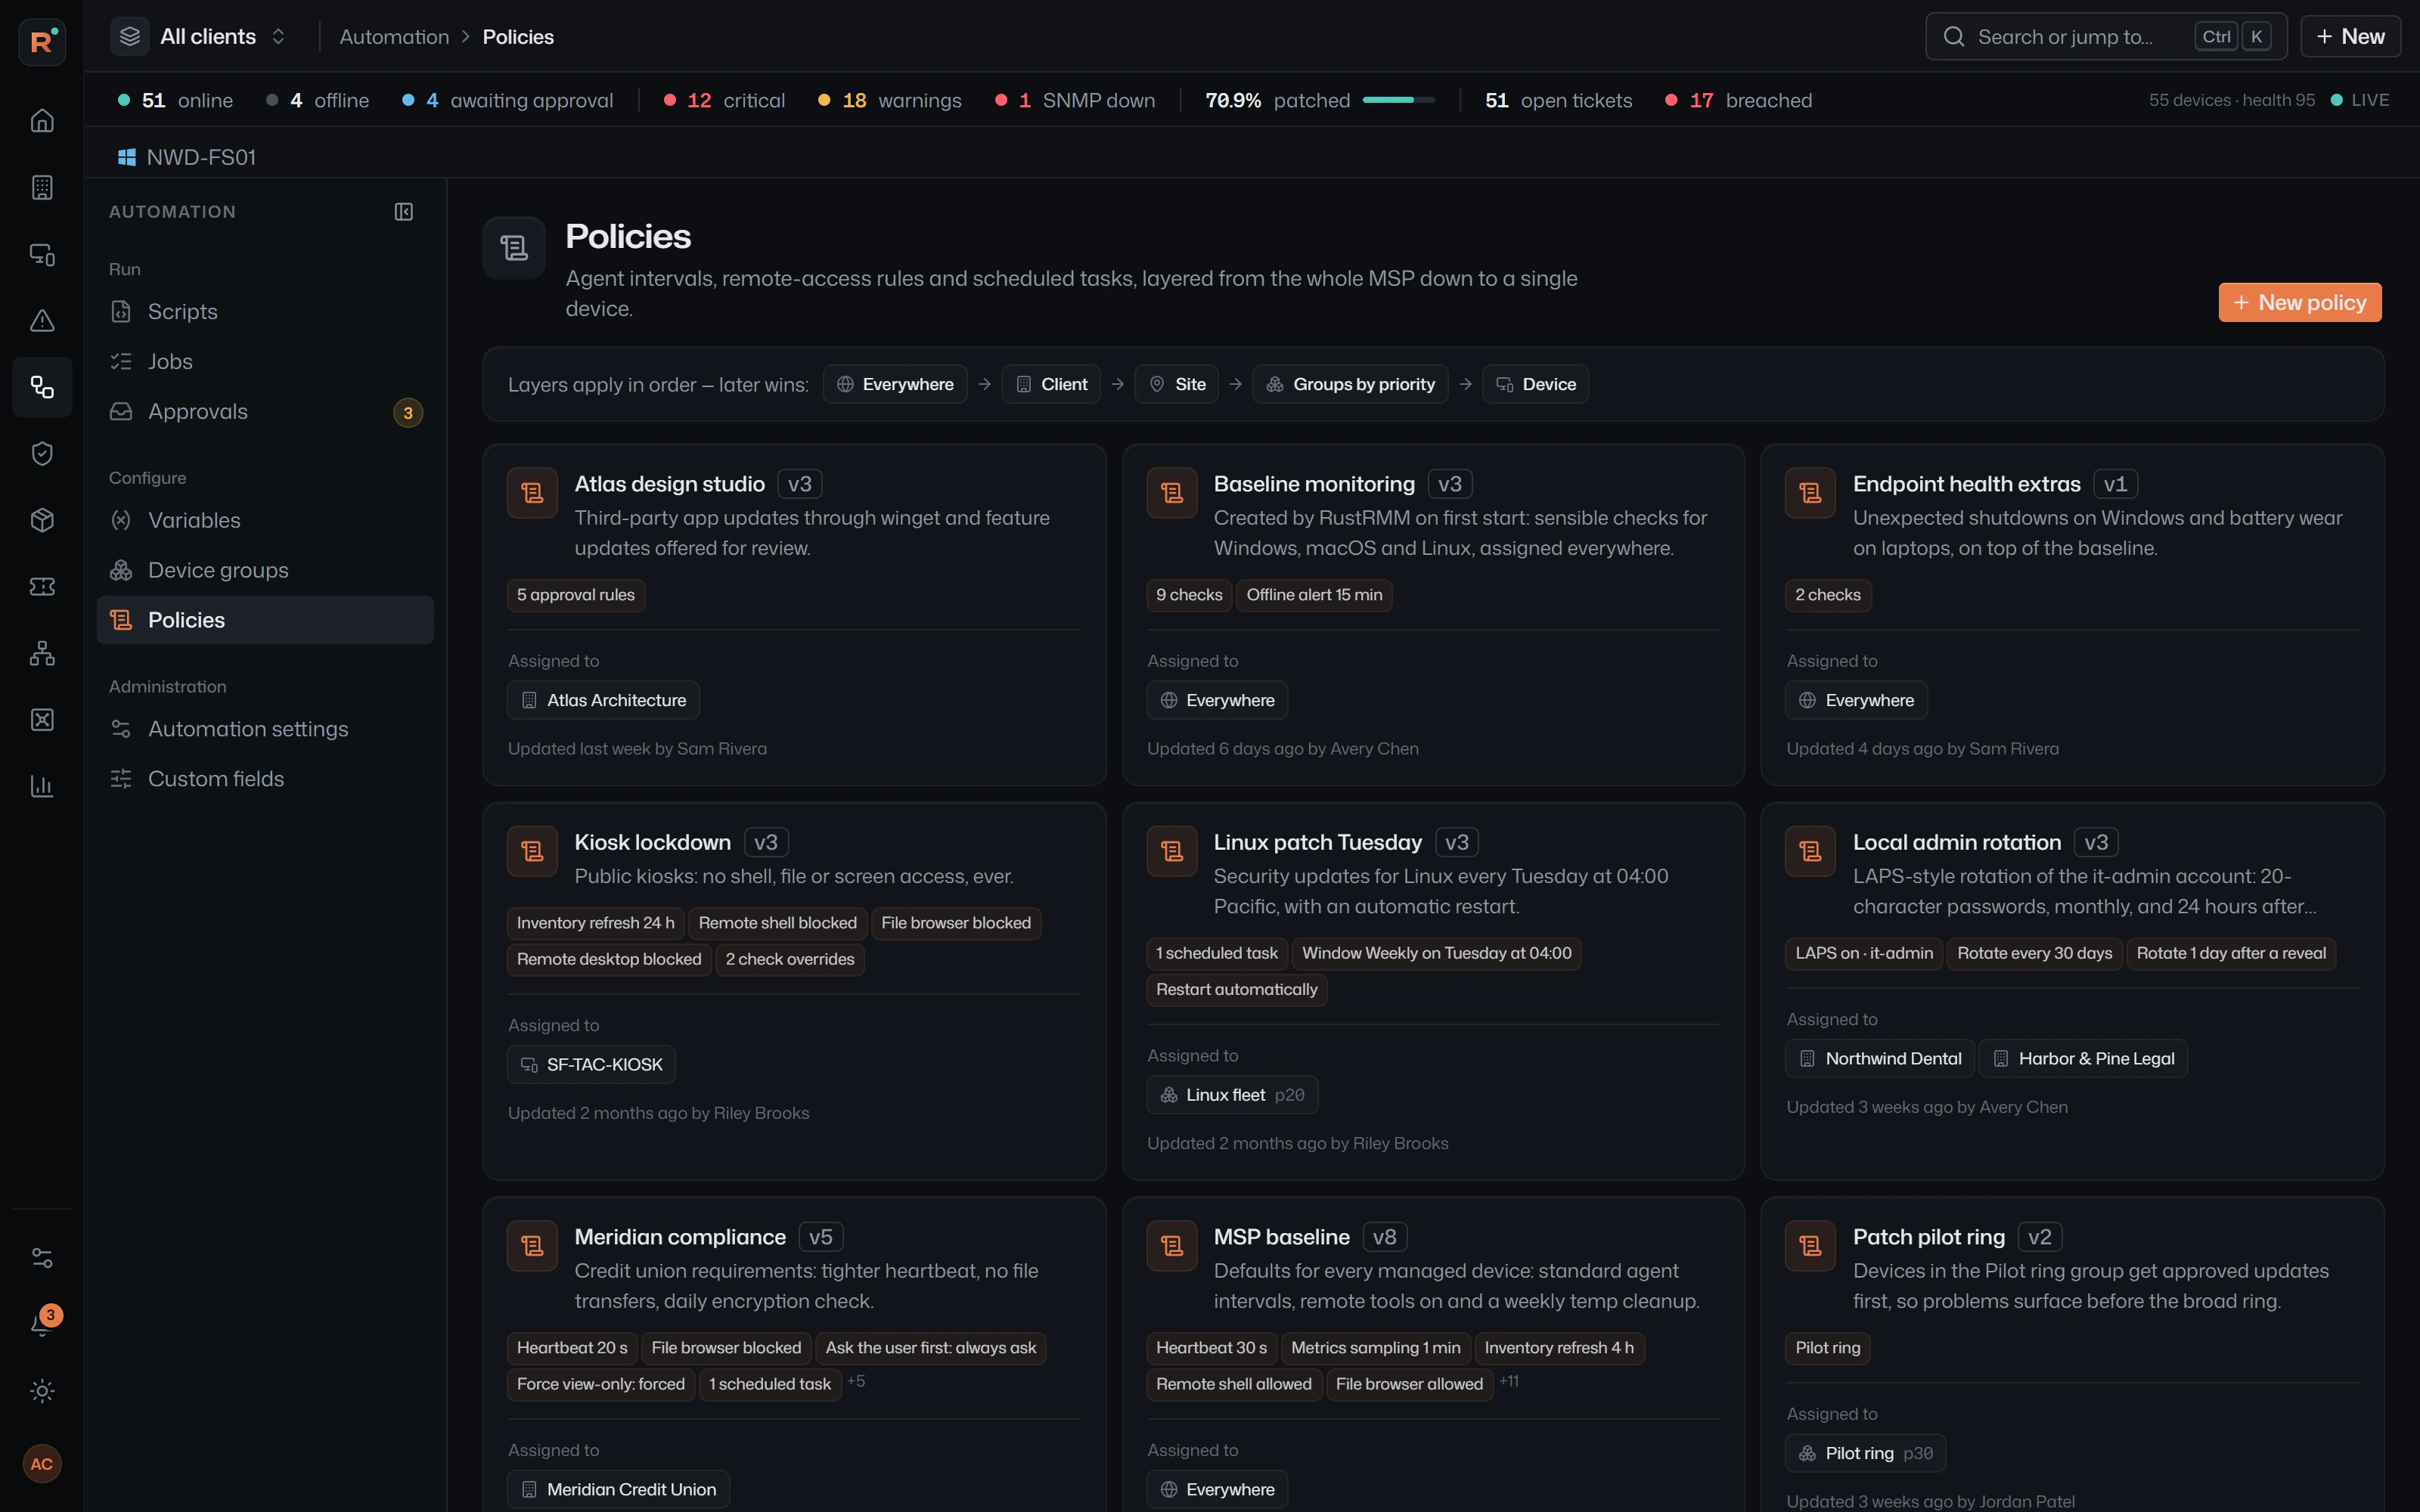 R
All clients
Automation > Policies
Search or jump to...
Ctrl K
+ New
51 online
4 offline
4 awaiting approval
12 critical
18 warnings
1 SNMP down
70.9% patched
51 open tickets
17 breached
55 devices · health 95
LIVE
NWD-FS01
AUTOMATION
Run
Scripts
Jobs
Approvals 3
Configure
Variables
Device groups
Policies
Administration
Automation settings
Custom fields
3
AC
Policies
Agent intervals, remote-access rules and scheduled tasks, layered from the whole MSP down to a single
device.
+ New policy
Layers apply in order — later wins: Everywhere → Client → Site → Groups by priority → Device
Atlas design studio v3
Third-party app updates through winget and feature
updates offered for review.
5 approval rules
Assigned to
Atlas Architecture
Updated last week by Sam Rivera
Baseline monitoring v3
Created by RustRMM on first start: sensible checks for
Windows, macOS and Linux, assigned everywhere.
9 checks Offline alert 15 min
Assigned to
Everywhere
Updated 6 days ago by Avery Chen
Endpoint health extras v1
Unexpected shutdowns on Windows and battery wear
on laptops, on top of the baseline.
2 checks
Assigned to
Everywhere
Updated 4 days ago by Sam Rivera
Kiosk lockdown v3
Public kiosks: no shell, file or screen access, ever.
Inventory refresh 24 h Remote shell blocked File browser blocked
Remote desktop blocked 2 check overrides
Assigned to
SF-TAC-KIOSK
Updated 2 months ago by Riley Brooks
Linux patch Tuesday v3
Security updates for Linux every Tuesday at 04:00
Pacific, with an automatic restart.
1 scheduled task Window Weekly on Tuesday at 04:00
Restart automatically
Assigned to
Linux fleet p20
Updated 2 months ago by Riley Brooks
Local admin rotation v3
LAPS-style rotation of the it-admin account: 20-
character passwords, monthly, and 24 hours after...
LAPS on · it-admin Rotate every 30 days Rotate 1 day after a reveal
Assigned to
Northwind Dental Harbor & Pine Legal
Updated 3 weeks ago by Avery Chen
Meridian compliance v5
Credit union requirements: tighter heartbeat, no file
transfers, daily encryption check.
Heartbeat 20 s File browser blocked Ask the user first: always ask
Force view-only: forced 1 scheduled task +5
Assigned to
Meridian Credit Union
MSP baseline v8
Defaults for every managed device: standard agent
intervals, remote tools on and a weekly temp cleanup.
Heartbeat 30 s Metrics sampling 1 min Inventory refresh 4 h
Remote shell allowed File browser allowed +11
Assigned to
Everywhere
Patch pilot ring v2
Devices in the Pilot ring group get approved updates
first, so problems surface before the broad ring.
Pilot ring
Assigned to
Pilot ring p30
Updated 3 weeks ago by Jordan Patel